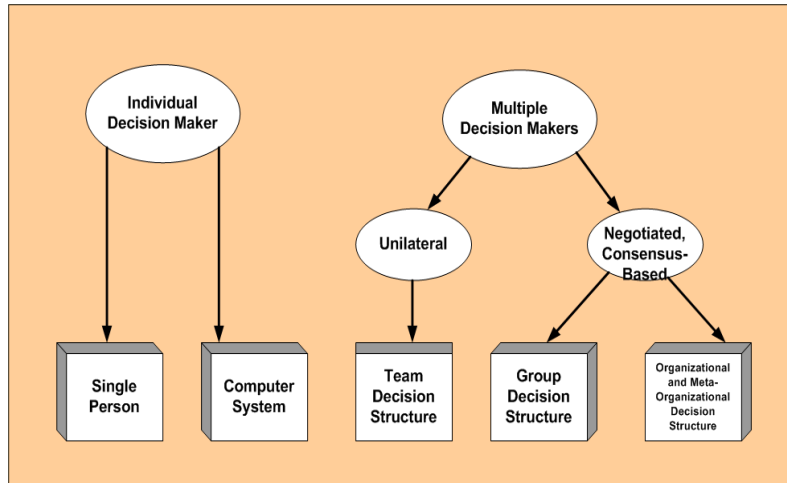 Individual
Decision Maker
Multiple
Decision Makers
Unilateral
Negotiated,
Consensus-
Based
Single
Person
Computer
System
Team
Decision
Structure
Group
Decision
Structure
Organizational
and Meta-
Organizational
Decision
Structure